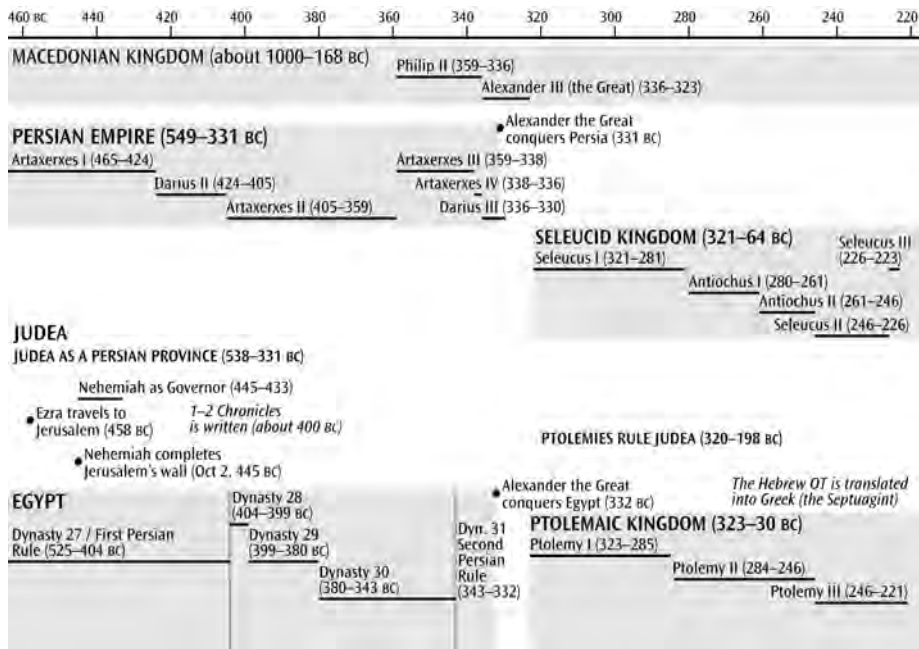 460 BC 440 420 400 380 360 340 320 300 280 260 240 220
MACEDONIAN KINGDOM (about 1000–168 BC)
Philip II (359–336)
Alexander III (the Great) (336–323)
Alexander the Great
conquers Persia (331 BC)
PERSIAN EMPIRE (549–331 BC)
Artaxerxes I (465–424)
Darius II (424–405)
Artaxerxes II (405–359)
Artaxerxes III (359–338)
Artaxerxes IV (338–336)
Darius III (336–330)
SELEUCID KINGDOM (321–64 BC)
Seleucus I (321–281)
Antiochus I (280–261)
Antiochus II (261–246)
Seleucus II (246–226)
Seleucus III
(226–223)
JUDEA
JUDEA AS A PERSIAN PROVINCE (538–331 BC)
Nehemiah as Governor (445–433)
Ezra travels to
Jerusalem (458 BC)
1–2 Chronicles
is written (about 400 BC)
Nehemiah completes
Jerusalem's wall (Oct 2. 445 BC)
PTOLEMIES RULE JUDEA (320–198 BC)
Alexander the Great
conquers Egypt (332 BC)
The Hebrew OT is translated
into Greek (the Septuagint)
EGYPT
Dynasty 27 / First Persian
Rule (525–404 BC)
Dynasty 28
(404–399 BC)
Dynasty 29
(399–380 BC)
Dynasty 30
(380–343 BC)
Dyn. 31
Second
Persian
Rule
(343–332)
PTOLEMAIC KINGDOM (323–30 BC)
Ptolemy I (323–285)
Ptolemy II (284–246)
Ptolemy III (246–221)